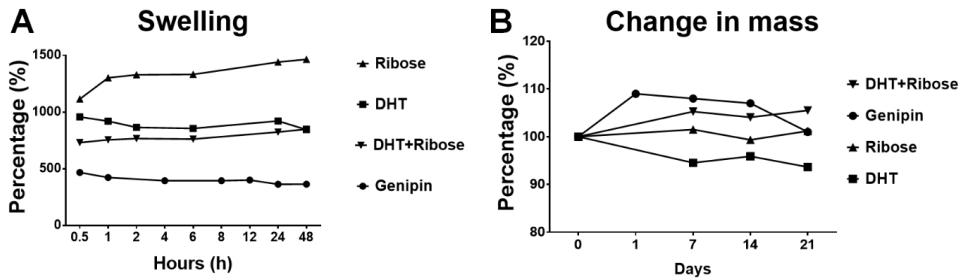 A
Swelling
Percentage (%)
1500
1000
500
0
0.5 1 2 4 6 8 12 24 48
Hours (h)
Ribose
DHT
DHT+Ribose
Genipin
B
Change in mass
Percentage (%)
120
110
100
90
80
0 1 7 14 21
Days
DHT+Ribose
Genipin
Ribose
DHT